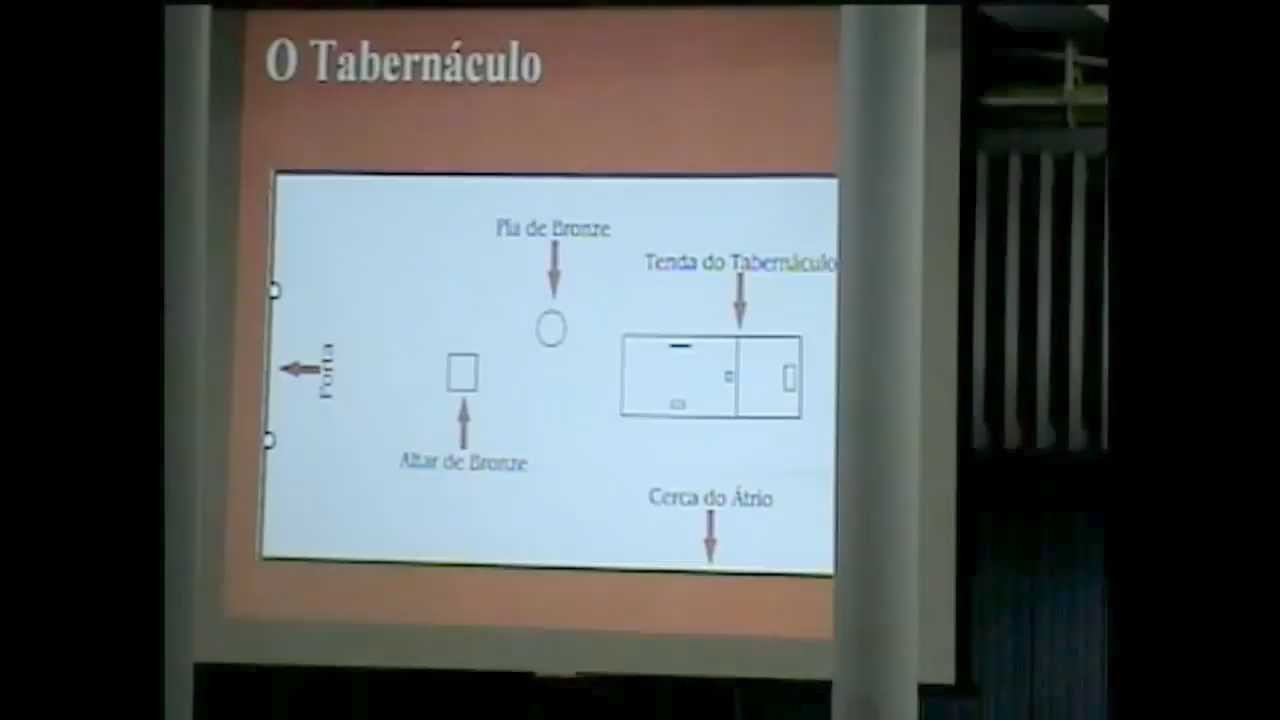 O Tabernáculo
Pia de Bronze
Tenda do Tabernáculo
Porta
Altar de Bronze
Cerca do Átrio